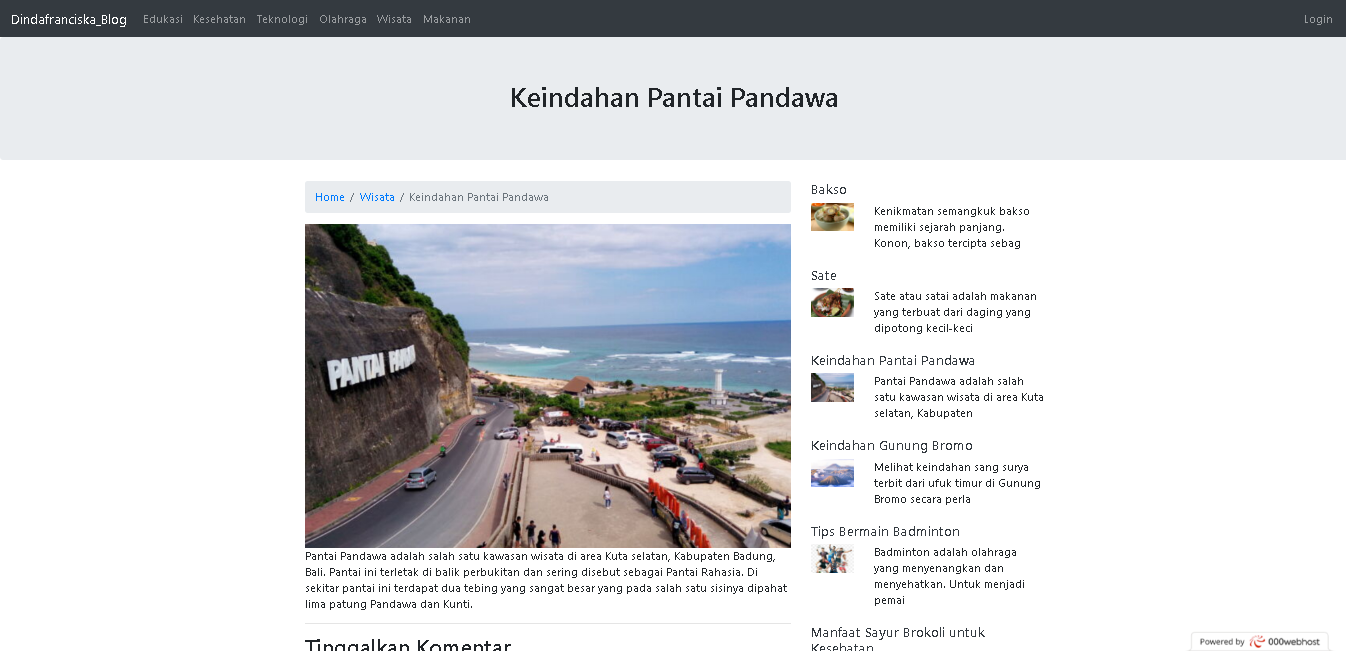 Dindafranciska_Blog Edukasi Kesehatan Teknologi Olahraga Wisata Makanan Login
Keindahan Pantai Pandawa
Home / Wisata / Keindahan Pantai Pandawa
PANTAI
Pantai Pandawa adalah salah satu kawasan wisata di area Kuta selatan, Kabupaten Badung,
Bali. Pantai ini terletak di balik perbukitan dan sering disebut sebagai Pantai Rahasia. Di
sekitar pantai ini terdapat dua tebing yang sangat besar yang pada salah satu sisinya dipahat
lima patung Pandawa dan Kunti.
Tinggalkan Komentar
Bakso
Kenikmatan semangkuk bakso
memiliki sejarah panjang.
Konon, bakso tercipta sebag
Sate
Sate atau satai adalah makanan
yang terbuat dari daging yang
dipotong kecil-keci
Keindahan Pantai Pandawa
Pantai Pandawa adalah salah
satu kawasan wisata di area Kuta
selatan, Kabupaten
Keindahan Gunung Bromo
Melihat keindahan sang surya
terbit dari ufuk timur di Gunung
Bromo secara perla
Tips Bermain Badminton
Badminton adalah olahraga
yang menyenangkan dan
menyehatkan. Untuk menjadi
pemai
Manfaat Sayur Brokoli untuk
Kesehatan
Powered by 000webhost